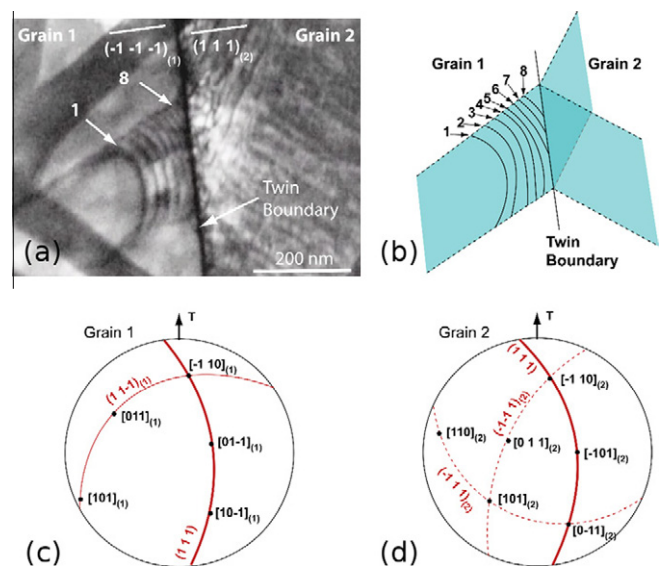 Grain 1
Grain 2
(-1 -1 -1)(1)
(1 1 1)(2)
8
1
Twin
Boundary
200 nm
(a)
Grain 1
Grain 2
8
7
6
5
4
3
2
1
Twin
Boundary
(b)
Grain 1
T
(1 1 -1)(1)
[-1 10](1)
[011](1)
[01-1](1)
[101](1)
[10-1](1)
(1 1 1)
(c)
Grain 2
T
(1 1 1)
[-1 10](2)
(-1-1 1)(2)
[110](2)
[0 1 1](2)
[-101](2)
(-1 1 1)(2)
[101](2)
[0-11](2)
(d)